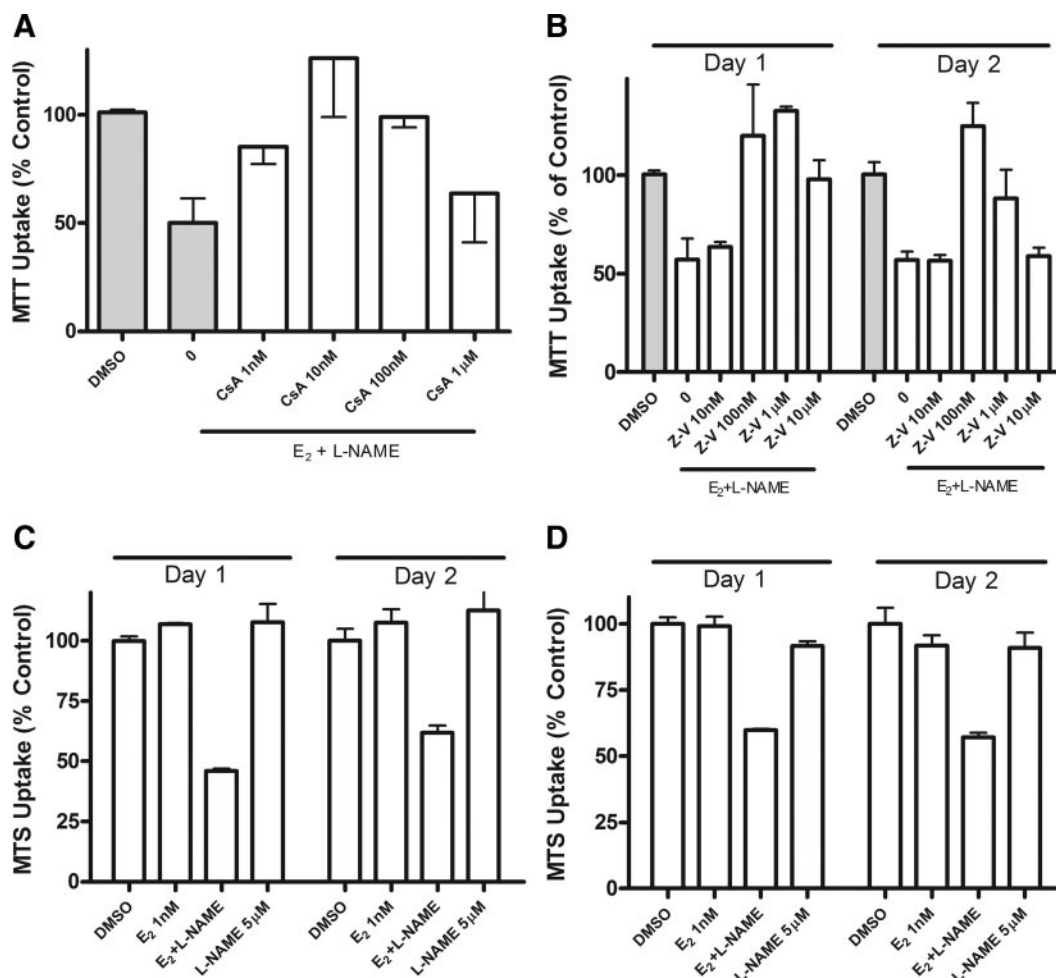 A
MTT Uptake (% Control)
100
50
0
DMSO
0
CsA 1nM
CsA 10nM
CsA 100nM
CsA 1μM
E₂ + L-NAME
B
Day 1
Day 2
MTT Uptake (% of Control)
100
50
0
DMSO
0
Z-V 10nM
Z-V 100nM
Z-V 1μM
Z-V 10μM
DMSO
0
Z-V 10nM
Z-V 100nM
Z-V 1μM
Z-V 10μM
E₂+L-NAME
E₂+L-NAME
C
Day 1
Day 2
MTS Uptake (% Control)
100
75
50
25
0
DMSO
E₂ 1nM
E₂+L-NAME
L-NAME 5μM
DMSO
E₂ 1nM
E₂+L-NAME
L-NAME 5μM
D
Day 1
Day 2
MTS Uptake (% Control)
100
75
50
25
0
DMSO
E₂ 1nM
E₂+L-NAME
L-NAME 5μM
DMSO
E₂ 1nM
E₂+L-NAME
L-NAME 5μM